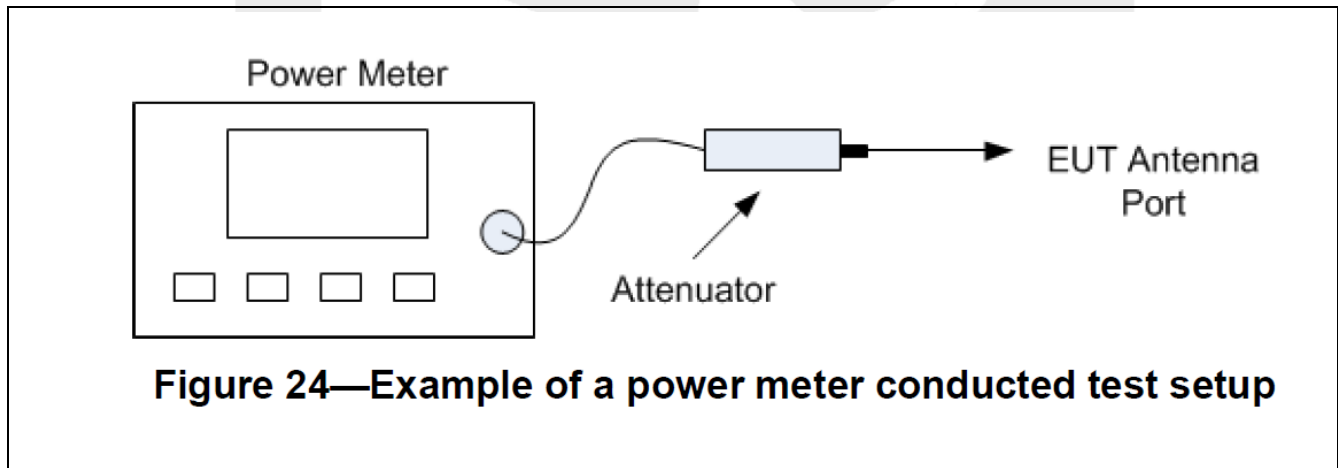 Power Meter
EUT Antenna
Port
Attenuator
Figure 24—Example of a power meter conducted test setup